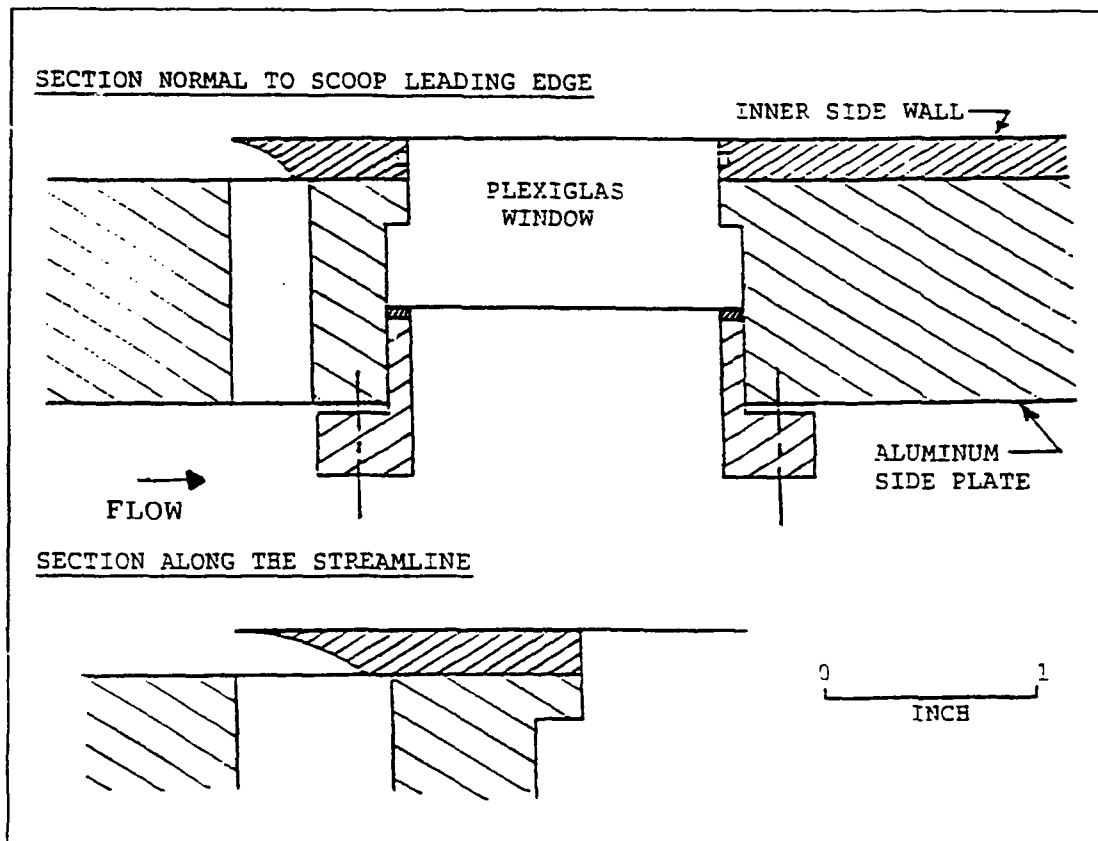 SECTION NORMAL TO SCOOP LEADING EDGE
INNER SIDE WALL
PLEXIGLAS
WINDOW
ALUMINUM
SIDE PLATE
FLOW
SECTION ALONG THE STREAMLINE
0 1
INCH